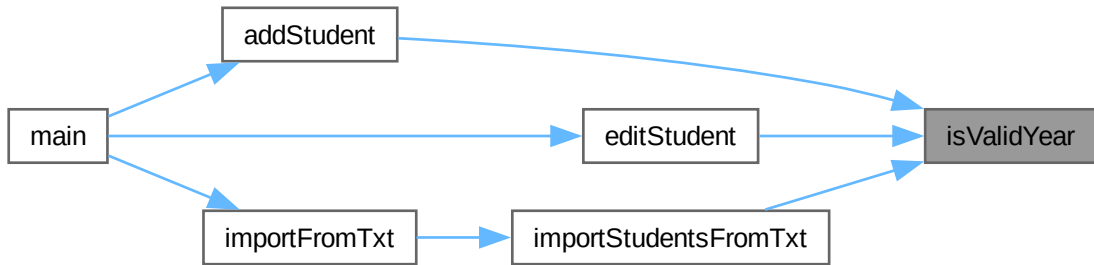 addStudent
main
editStudent
isValidYear
importFromTxt
importStudentsFromTxt